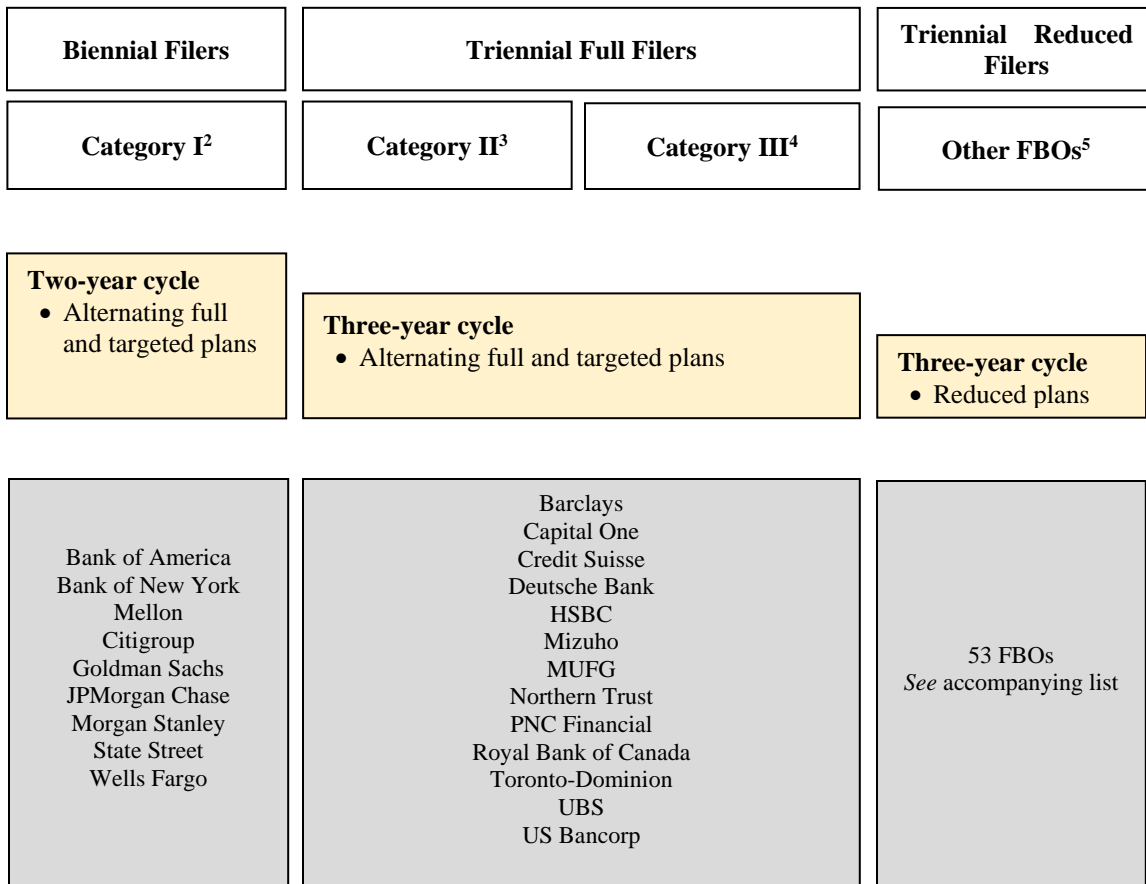 Biennial Filers
Triennial Full Filers
Triennial Reduced
Filers
Category I2
Category II3
Category III4
Other FBOs5
Two-year cycle
• Alternating full
and targeted plans
Three-year cycle
• Alternating full and targeted plans
Three-year cycle
• Reduced plans
Bank of America
Bank of New York
Mellon
Citigroup
Goldman Sachs
JPMorgan Chase
Morgan Stanley
State Street
Wells Fargo
Barclays
Capital One
Credit Suisse
Deutsche Bank
HSBC
Mizuho
MUFG
Northern Trust
PNC Financial
Royal Bank of Canada
Toronto-Dominion
UBS
US Bancorp
53 FBOs
See accompanying list